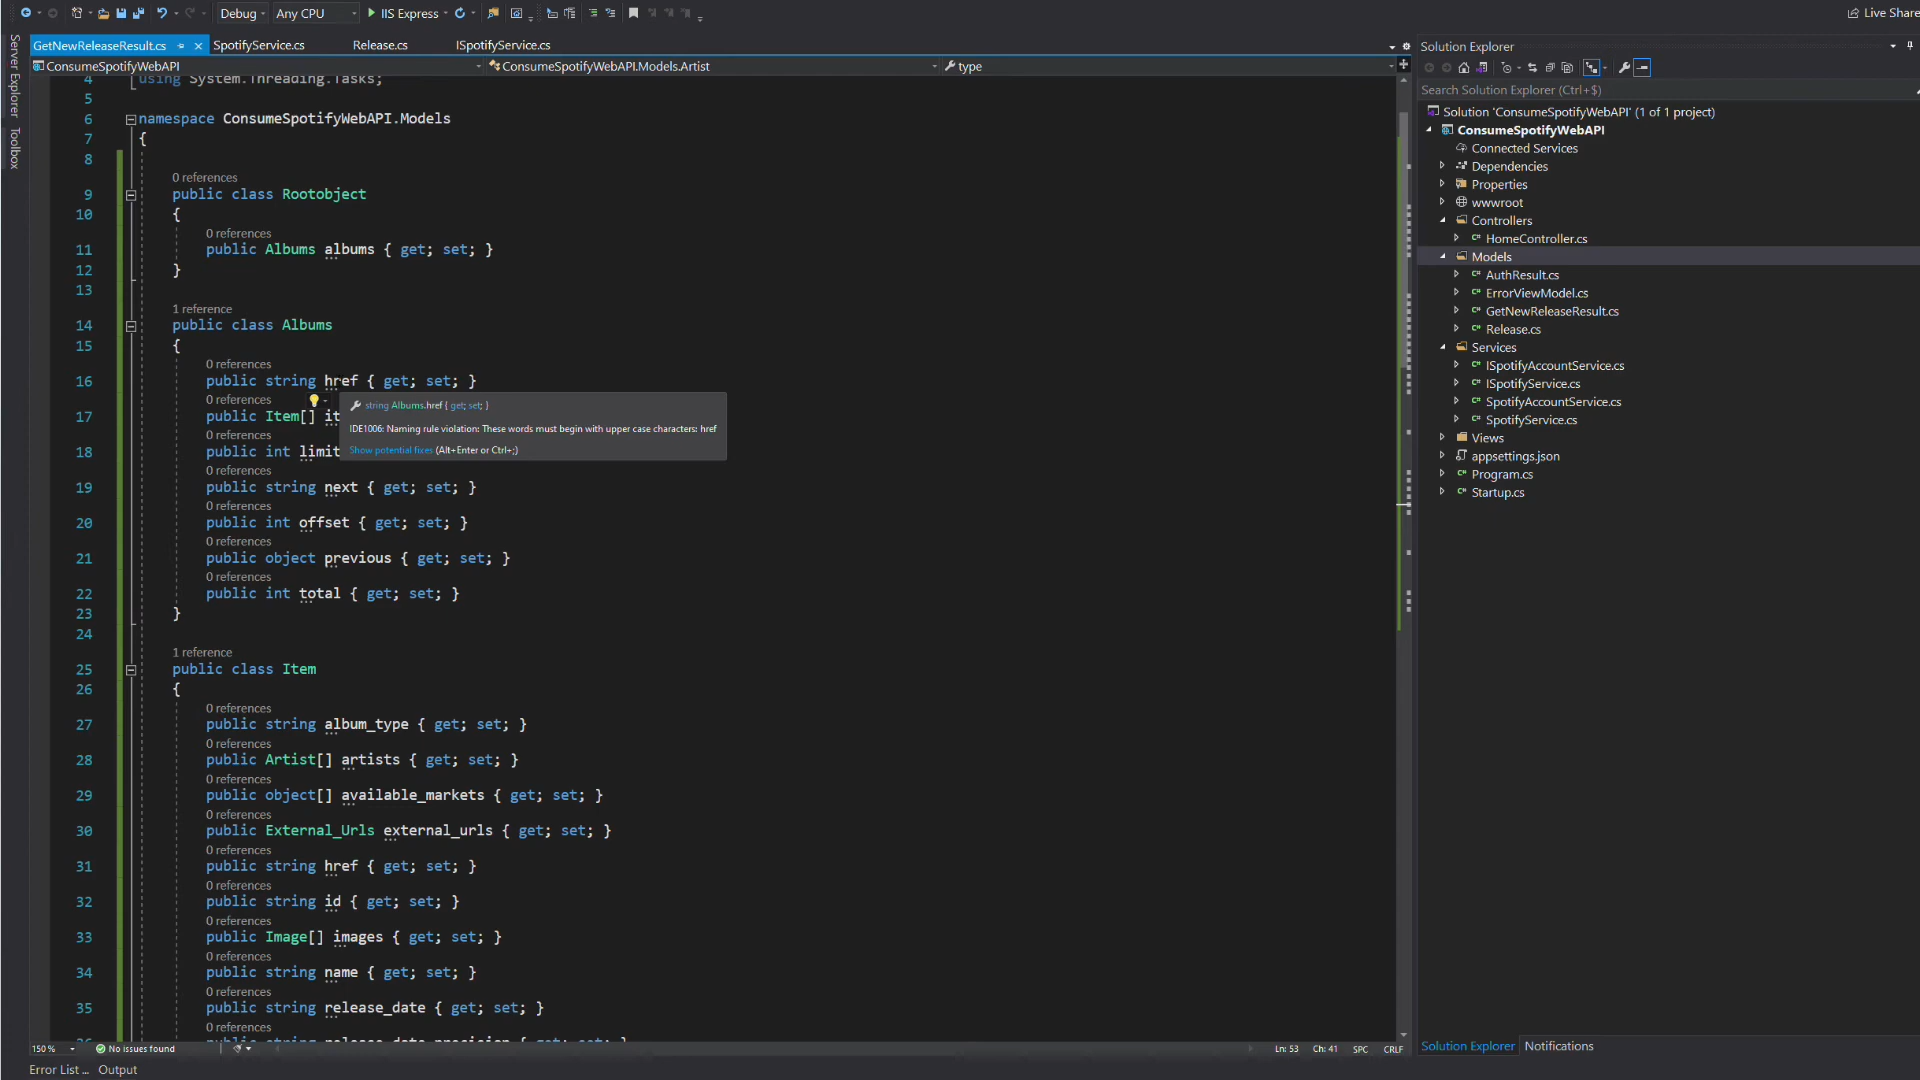 Debug
Any CPU
IIS Express
Live Share
Server Explorer
Toolbox
GetNewReleaseResult.cs
SpotifyService.cs
Release.cs
ISpotifyService.cs
ConsumeSpotifyWebAPI
ConsumeSpotifyWebAPI.Models.Artist
type
4 using System.Threading.Tasks;
5
6 namespace ConsumeSpotifyWebAPI.Models
7 {
8
0 references
9 public class Rootobject
10 {
0 references
11 public Albums albums { get; set; }
12 }
13
1 reference
14 public class Albums
15 {
0 references
16 public string href { get; set; }
0 references
17 public Item[] it
string Albums.href { get; set; }
IDE1006: Naming rule violation: These words must begin with upper case characters: href
Show potential fixes (Alt+Enter or Ctrl+;)
0 references
18 public int limit
0 references
19 public string next { get; set; }
0 references
20 public int offset { get; set; }
0 references
21 public object previous { get; set; }
0 references
22 public int total { get; set; }
23 }
24
1 reference
25 public class Item
26 {
0 references
27 public string album_type { get; set; }
0 references
28 public Artist[] artists { get; set; }
0 references
29 public object[] available_markets { get; set; }
0 references
30 public External_Urls external_urls { get; set; }
0 references
31 public string href { get; set; }
0 references
32 public string id { get; set; }
0 references
33 public Image[] images { get; set; }
0 references
34 public string name { get; set; }
0 references
35 public string release_date { get; set; }
0 references
36 public string release_date_precision { get; set; }
150 %
No issues found
Ln: 53
Ch: 41
SPC
CRLF
Error List ...
Output
Solution Explorer
Search Solution Explorer (Ctrl+$)
Solution 'ConsumeSpotifyWebAPI' (1 of 1 project)
ConsumeSpotifyWebAPI
Connected Services
Dependencies
Properties
wwwroot
Controllers
C# HomeController.cs
Models
C# AuthResult.cs
C# ErrorViewModel.cs
C# GetNewReleaseResult.cs
C# Release.cs
Services
C# ISpotifyAccountService.cs
C# ISpotifyService.cs
C# SpotifyAccountService.cs
C# SpotifyService.cs
Views
appsettings.json
C# Program.cs
C# Startup.cs
Solution Explorer
Notifications